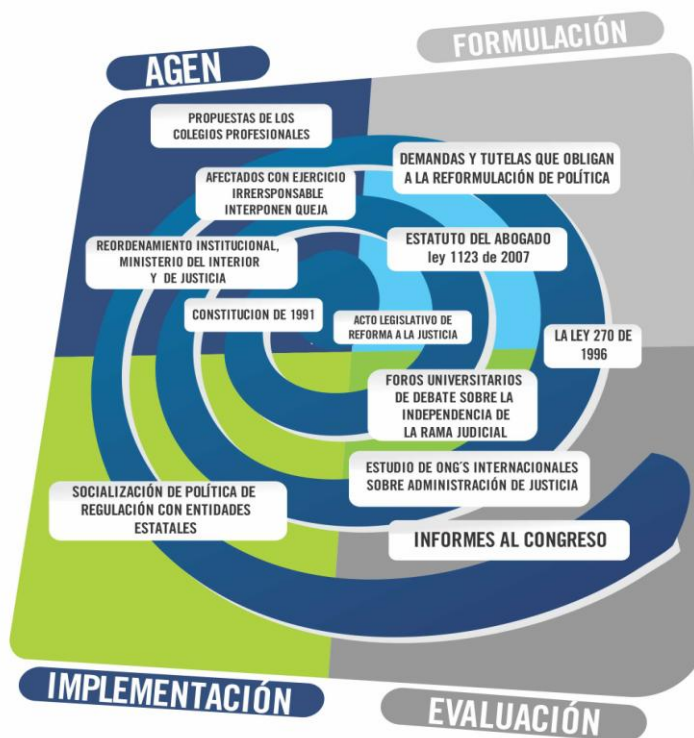 AGEN
FORMULACIÓN
PROPUESTAS DE LOS
COLEGIOS PROFESIONALES
DEMANDAS Y TUTELAS QUE OBLIGAN
A LA REFORMULACIÓN DE POLÍTICA
AFECTADOS CON EJERCICIO
IRRERSPONSABLE
INTERPONEN QUEJA
REORDENAMIENTO INSTITUCIONAL,
MINISTERIO DEL INTERIOR
Y DE JUSTICIA
ESTATUTO DEL ABOGADO
ley 1123 de 2007
CONSTITUCION DE 1991
ACTO LEGISLATIVO DE
REFORMA A LA JUSTICIA
LA LEY 270 DE
1996
FOROS UNIVERSITARIOS
DE DEBATE SOBRE LA
INDEPENDENCIA DE
LA RAMA JUDICIAL
ESTUDIO DE ONG'S INTERNACIONALES
SOBRE ADMINISTRACIÓN DE JUSTICIA
SOCIALIZACIÓN DE POLÍTICA DE
REGULACIÓN CON ENTIDADES
ESTATALES
INFORMES AL CONGRESO
IMPLEMENTACIÓN
EVALUACIÓN